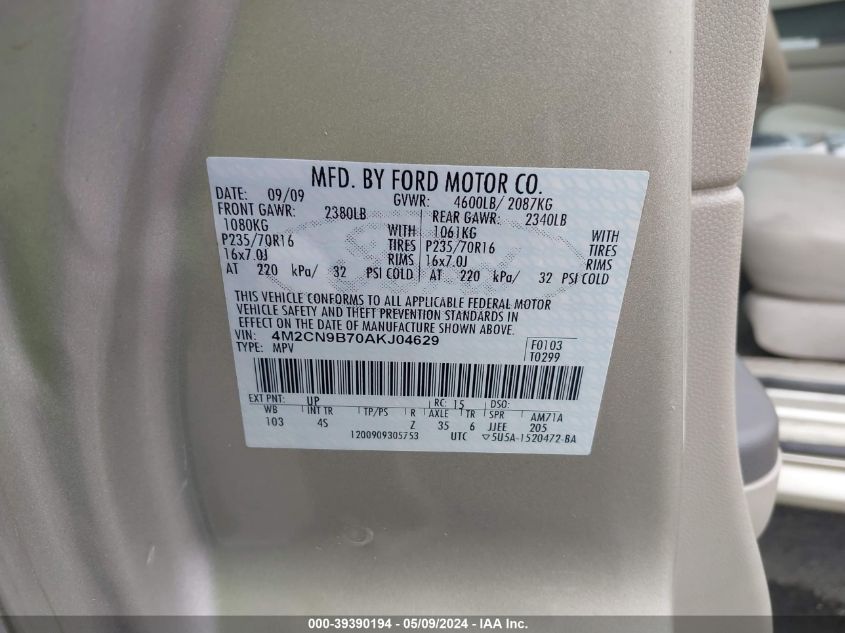 MFD. BY FORD MOTOR CO.
DATE: 09/09 GVWR: 4600LB/ 2087KG
FRONT GAWR: 2380LB REAR GAWR: 2340LB
1080KG WITH 1061KG WITH
P235/70R16 TIRES P235/70R16 TIRES
16x7.0J RIMS 16x7.0J RIMS
AT 220 kPa/ 32 PSI COLD AT 220 kPa/ 32 PSI COLD
THIS VEHICLE CONFORMS TO ALL APPLICABLE FEDERAL MOTOR
VEHICLE SAFETY AND THEFT PREVENTION STANDARDS IN
EFFECT ON THE DATE OF MANUFACTURE SHOWN ABOVE.
VIN: 4M2CN9B70AKJ04629 F0103
TYPE: MPV T0299
EXT PNT: UP RC: 15 DSO:
WB INT TR TP/PS R AXLE TR SPR AM71A
103 4S Z 35 6 JJEE 205
1200909305753 UTC ▽5U5A-1520472-BA
000-39390194 - 05/09/2024 - IAA Inc.